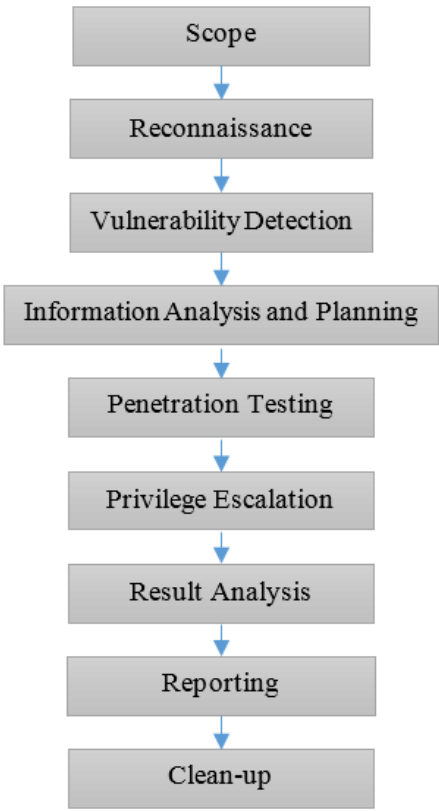 Scope
Reconnaissance
Vulnerability Detection
Information Analysis and Planning
Penetration Testing
Privilege Escalation
Result Analysis
Reporting
Clean-up